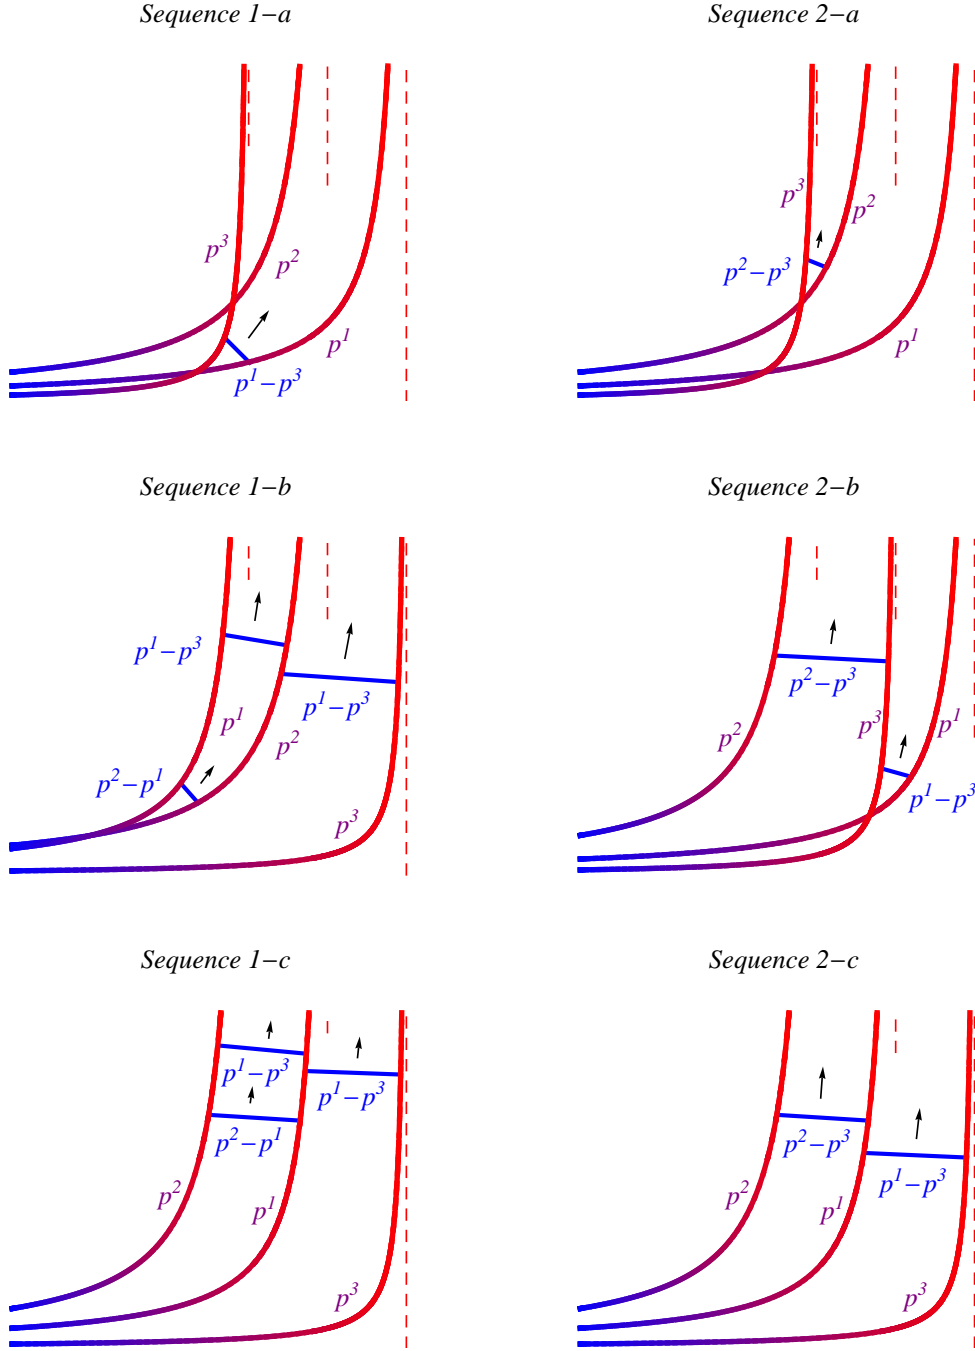 Sequence 1−a
Sequence 2−a
p³
p²
p¹
p¹−p³
p³
p²
p²−p³
p¹
Sequence 1−b
Sequence 2−b
p¹−p³
p¹−p³
p¹
p²
p²−p¹
p³
p²−p³
p²
p³
p¹
p¹−p³
Sequence 1−c
Sequence 2−c
p¹−p³
p¹−p³
p²−p¹
p²
p¹
p³
p²−p³
p¹−p³
p²
p¹
p³